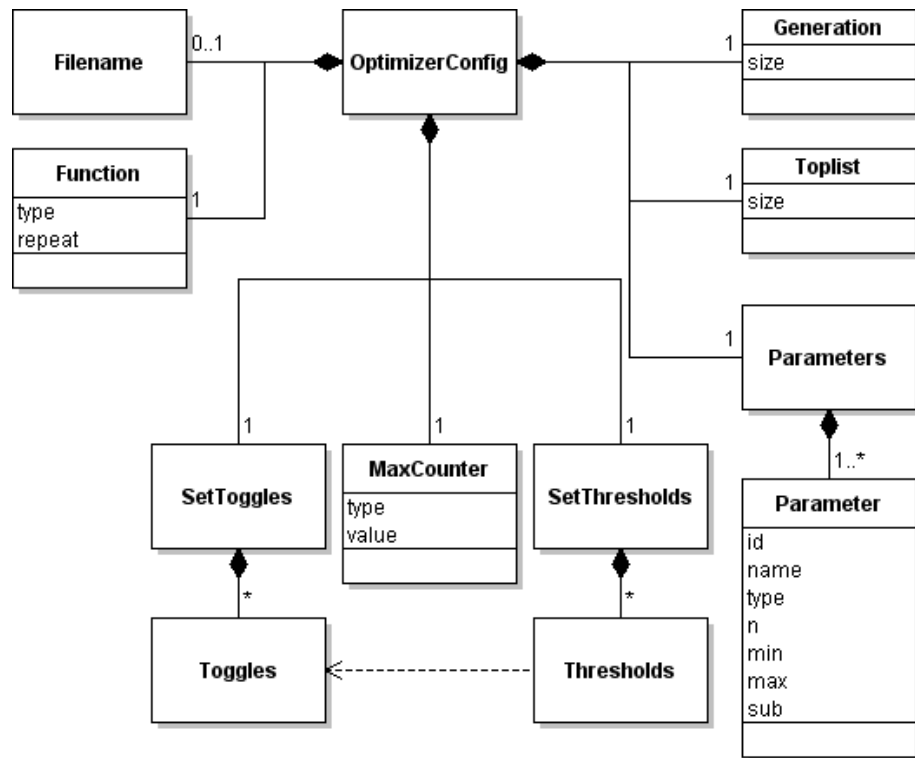 Filename
0..1
OptimizerConfig
1
Generation
size
Function
type
repeat
1
1
Toplist
size
1
Parameters
1
1
1
SetToggles
MaxCounter
type
value
SetThresholds
1..*
Parameter
id
name
type
n
min
max
sub
*
*
Toggles
Thresholds